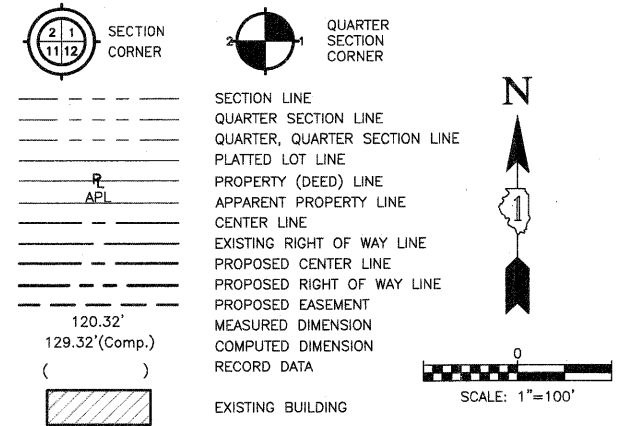 2 1
11 12
SECTION
CORNER
2 1
QUARTER
SECTION
CORNER
SECTION LINE
QUARTER SECTION LINE
QUARTER, QUARTER SECTION LINE
PLATTED LOT LINE
PL PROPERTY (DEED) LINE
APL APPARENT PROPERTY LINE
CENTER LINE
EXISTING RIGHT OF WAY LINE
PROPOSED CENTER LINE
PROPOSED RIGHT OF WAY LINE
PROPOSED EASEMENT
120.32' MEASURED DIMENSION
129.32'(Comp.) COMPUTED DIMENSION
( ) RECORD DATA
EXISTING BUILDING
N
1
0
SCALE: 1"=100'